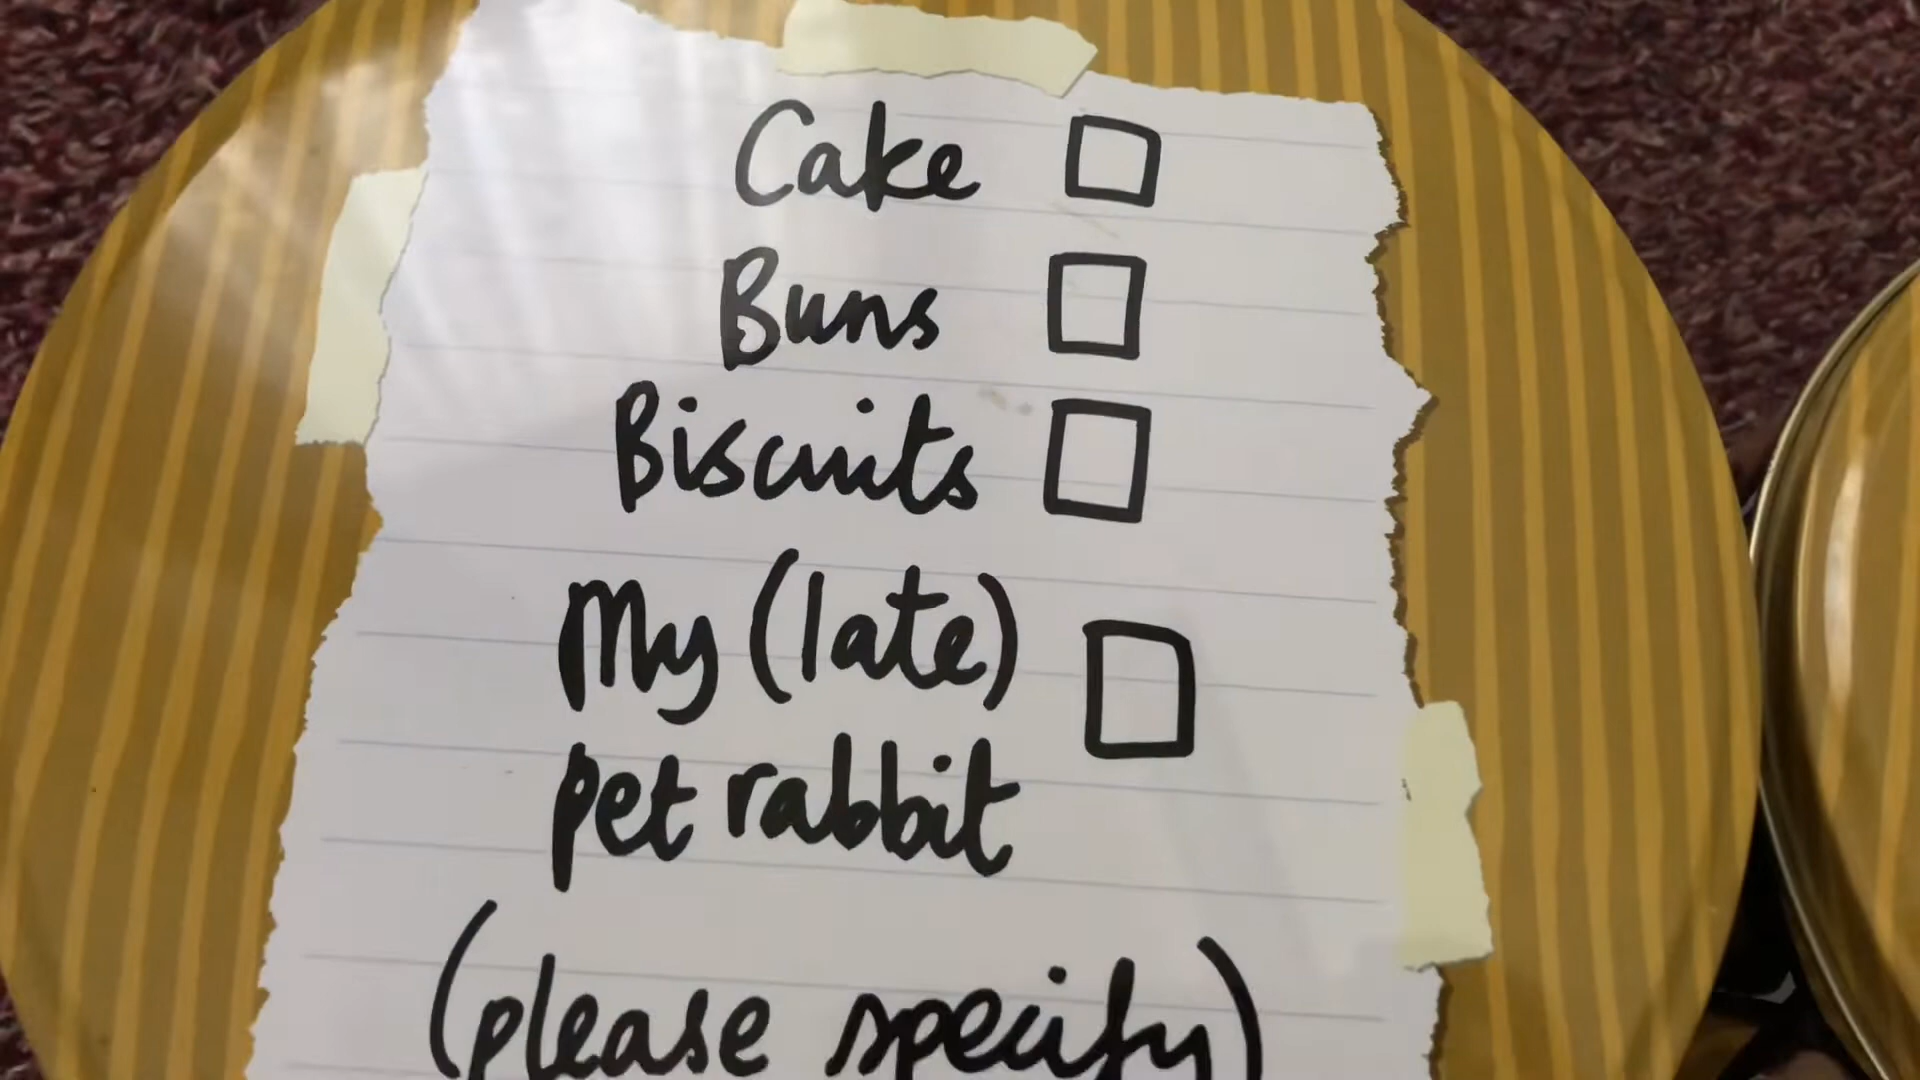 Cake
Buns
Biscuits
My (late)
pet rabbit
(please specify)